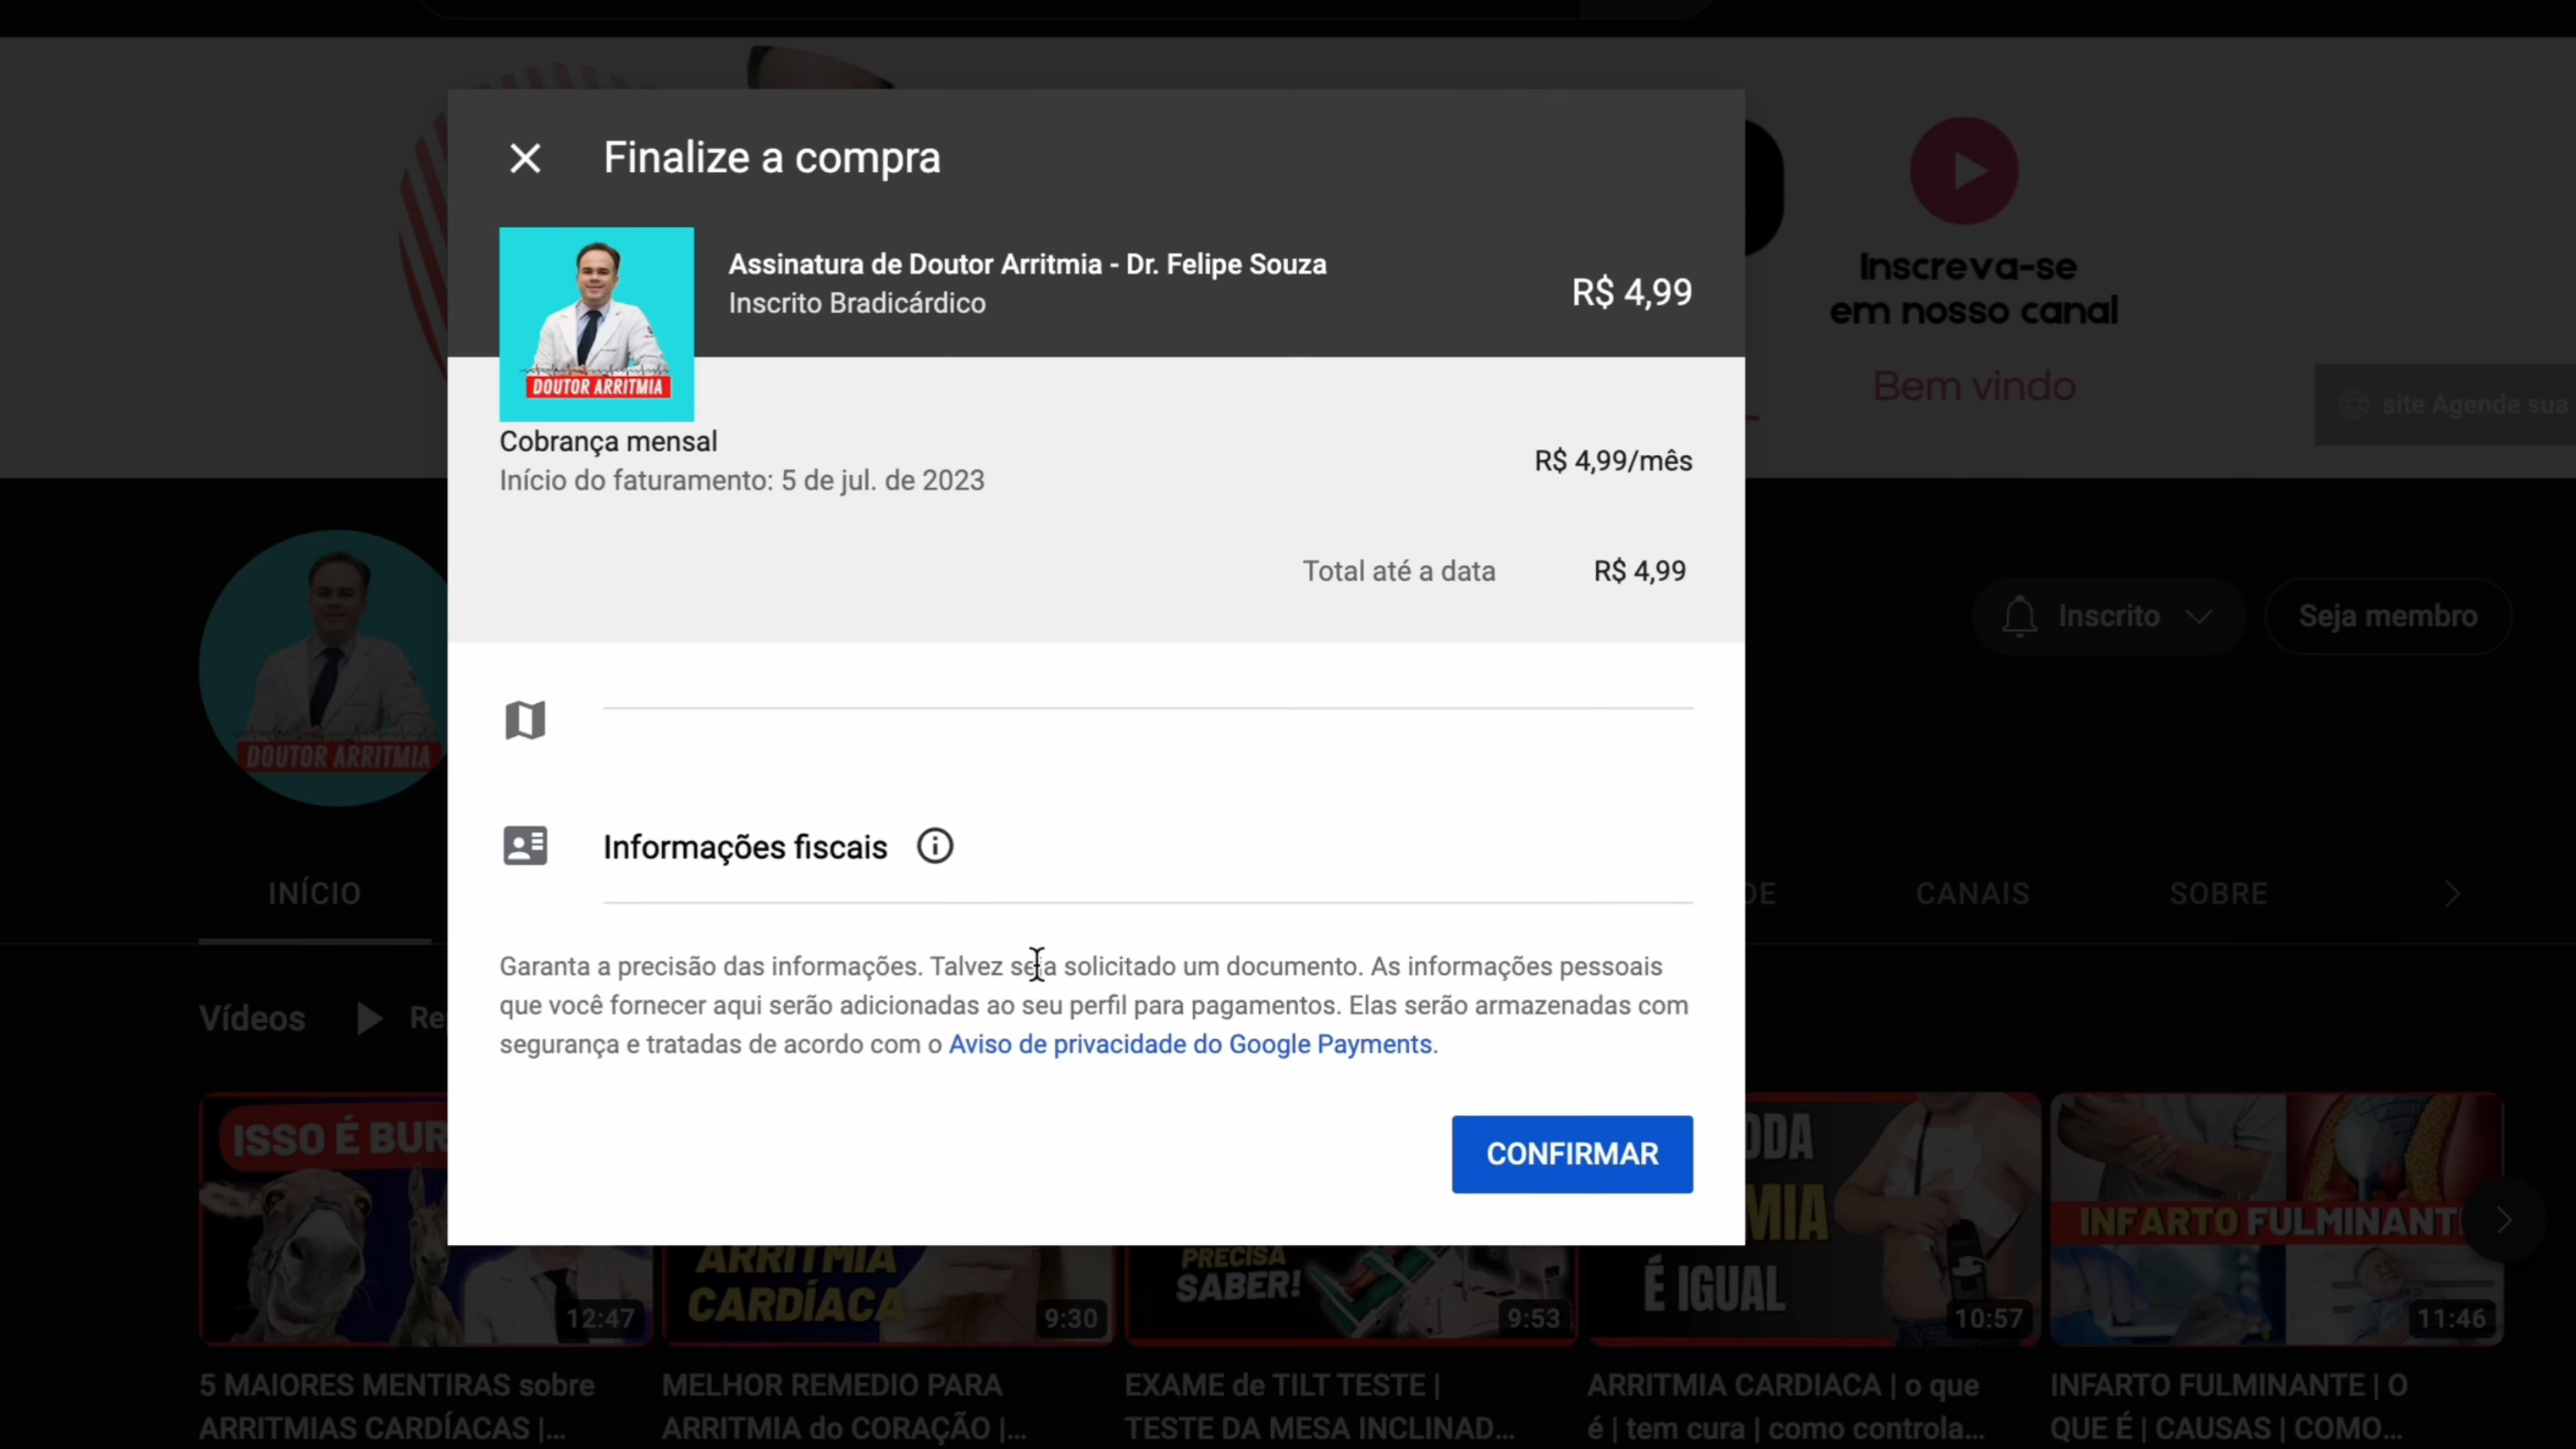 Finalize a compra
Assinatura de Doutor Arritmia - Dr. Felipe Souza
Inscrito Bradicárdico
R$ 4,99
DOUTOR ARRITMIA
Cobrança mensal
Início do faturamento: 5 de jul. de 2023
R$ 4,99/mês
Total até a data R$ 4,99
Informações fiscais
Garanta a precisão das informações. Talvez seja solicitado um documento. As informações pessoais
que você fornecer aqui serão adicionadas ao seu perfil para pagamentos. Elas serão armazenadas com
segurança e tratadas de acordo com o Aviso de privacidade do Google Payments.
CONFIRMAR
Inscreva-se
em nosso canal
Bem vindo
site Agende sua
DOUTOR ARRITMIA
Inscrito
Seja membro
INÍCIO
CANAIS
SOBRE
Vídeos
ISSO É BUR
12:47
ARRITMIA
CARDÍACA
9:30
PRECISA
SABER!
9:53
É IGUAL
10:57
INFARTO FULMINANT
11:46
5 MAIORES MENTIRAS sobre
ARRITMIAS CARDÍACAS |...
MELHOR REMEDIO PARA
ARRITMIA do CORAÇÃO |...
EXAME de TILT TESTE |
TESTE DA MESA INCLINAD...
ARRITMIA CARDIACA | o que
é | tem cura | como controla...
INFARTO FULMINANTE | O
QUE É | CAUSAS | COMO...